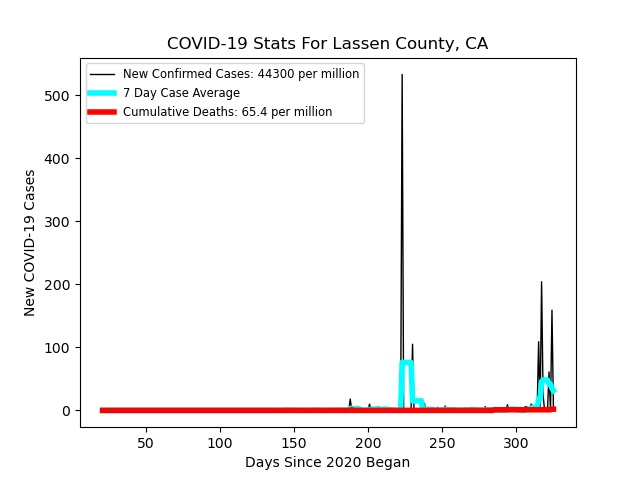 COVID-19 Stats For Lassen County, CA
New Confirmed Cases: 44300 per million
7 Day Case Average
Cumulative Deaths: 65.4 per million
New COVID-19 Cases
500
400
300
200
100
0
50 100 150 200 250 300
Days Since 2020 Began